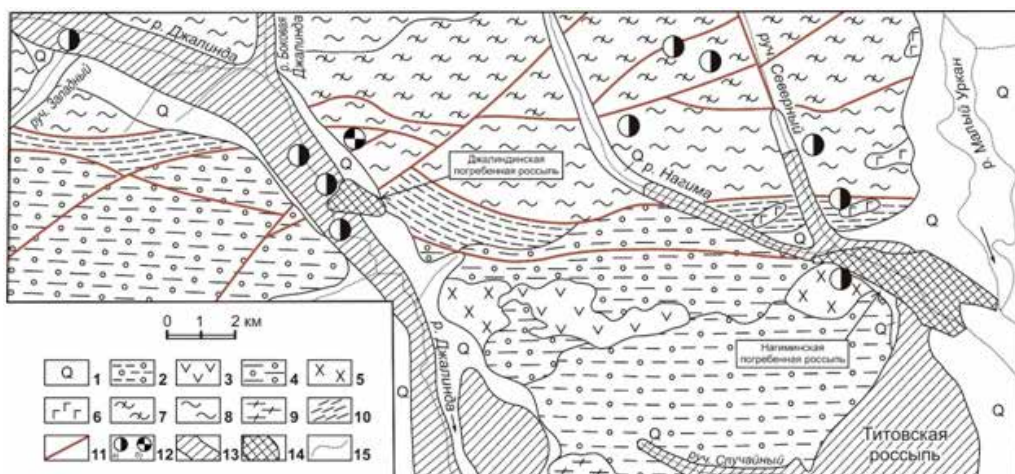 р. Джалинда
р. Боковая
Джалинда
руч. Западный
Q
Q
Q
Джалиндинская
погребенная россыпь
руч. Северный
Q
р. Нагима
Q
Q
р. Малый Уркан
Q
Q
Q
Нагиминская
погребенная россыпь
Q
Q
р. Джалинда
Q
Q
Q
руч. Случайный
Титовская
россыпь
0 1 2 км
Q 1 2 3 4 5
6 7 8 9 10
11 12 13 14 15